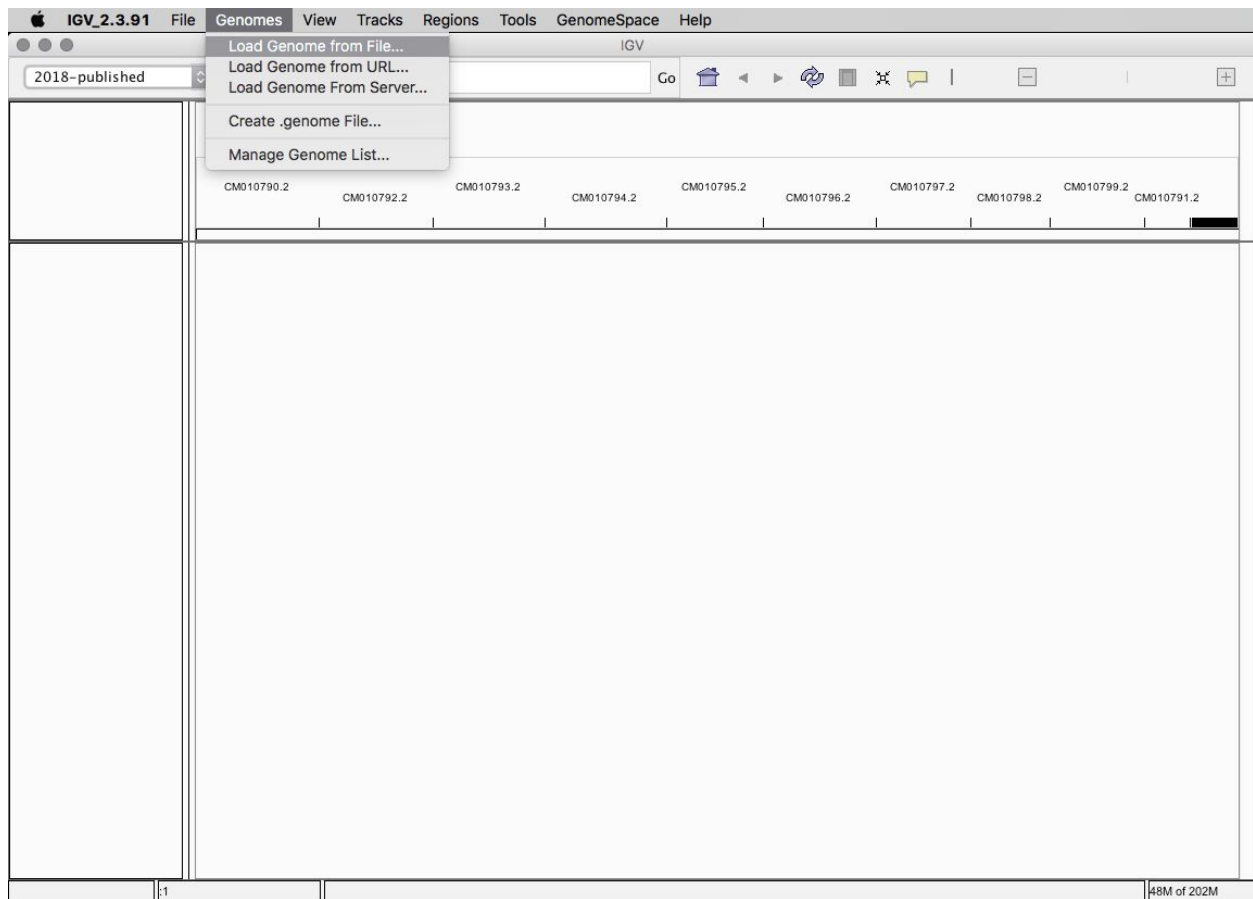 IGV_2.3.91 File Genomes View Tracks Regions Tools GenomeSpace Help
IGV
Load Genome from File...
Load Genome from URL...
Load Genome From Server...
Create .genome File...
Manage Genome List...
2018-published
Go
CM010790.2 CM010792.2 CM010793.2 CM010794.2 CM010795.2 CM010796.2 CM010797.2 CM010798.2 CM010799.2 CM010791.2
:1
48M of 202M